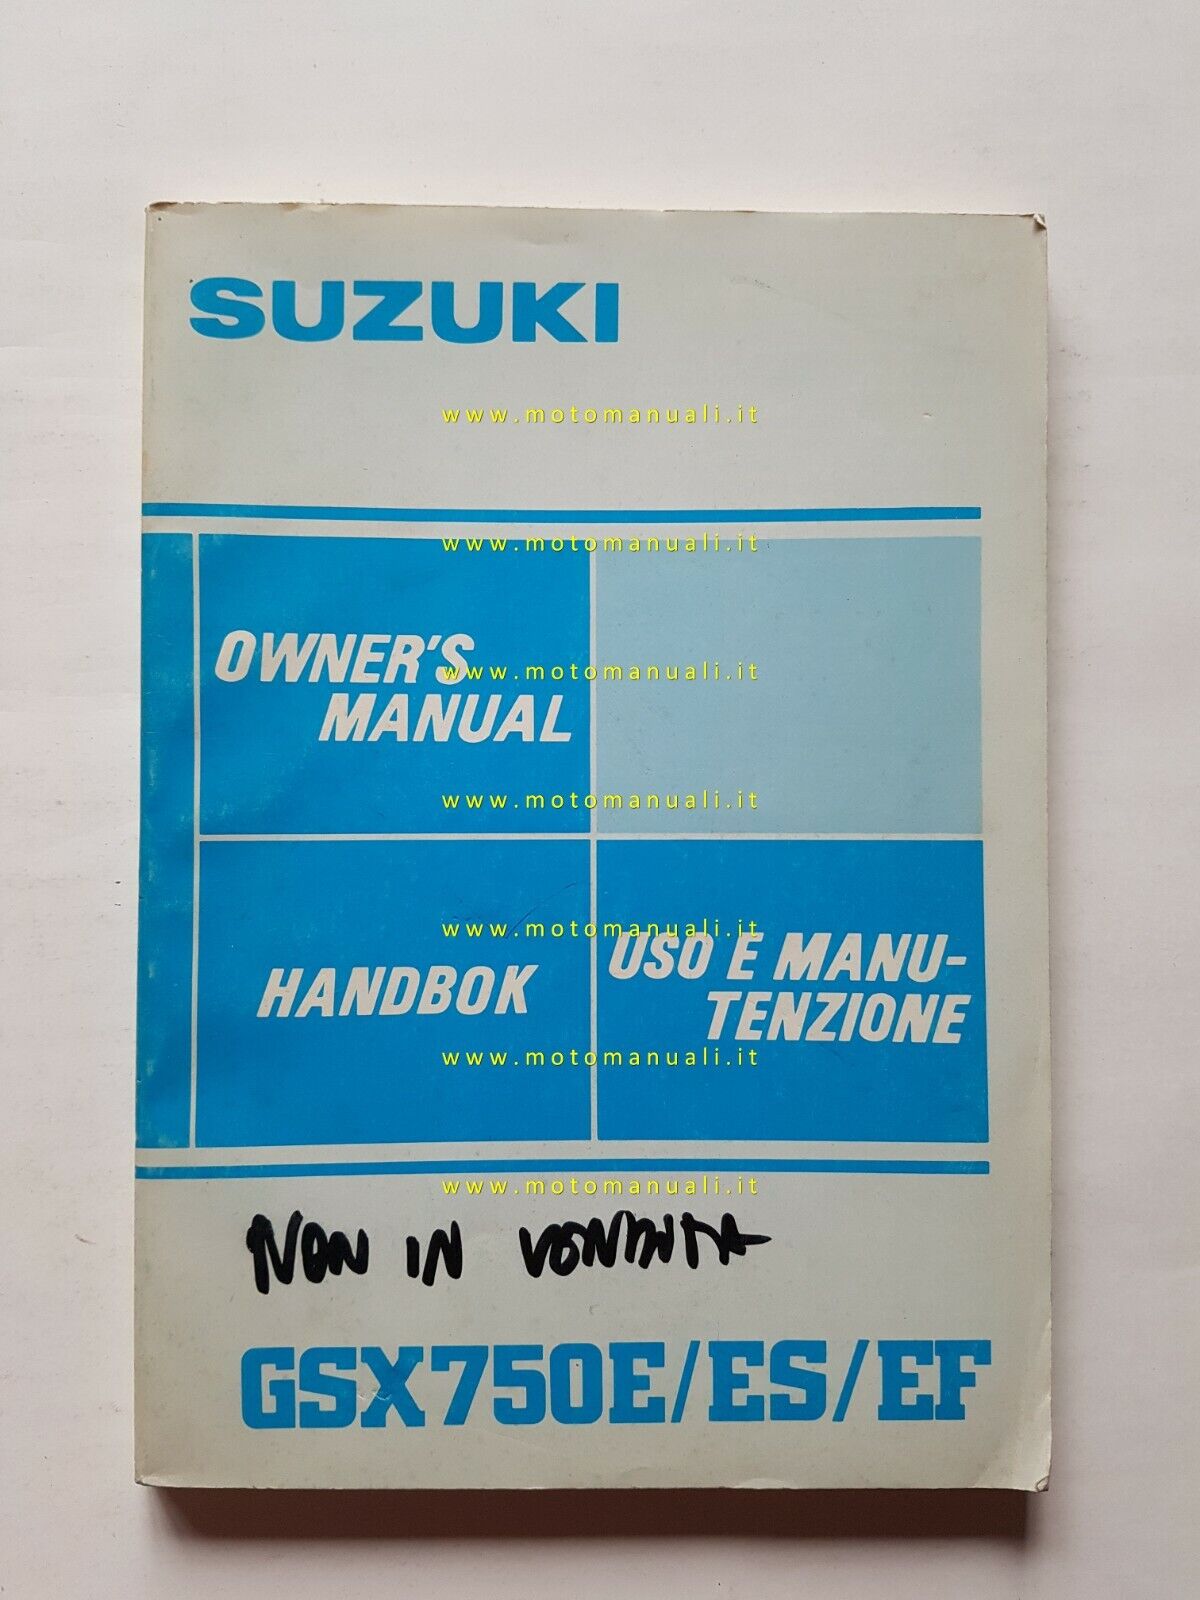 SUZUKI
www.motomanuali.it
www.motomanuali.it
OWNER'S
MANUAL
www.motomanuali.it
www.motomanuali.it
HANDBOK
www.motomanuali.it
USO E MANU-
TENZIONE
www.motomanuali.it
www.motomanuali.it
NON IN VENDITA
GSX750E/ES/EF